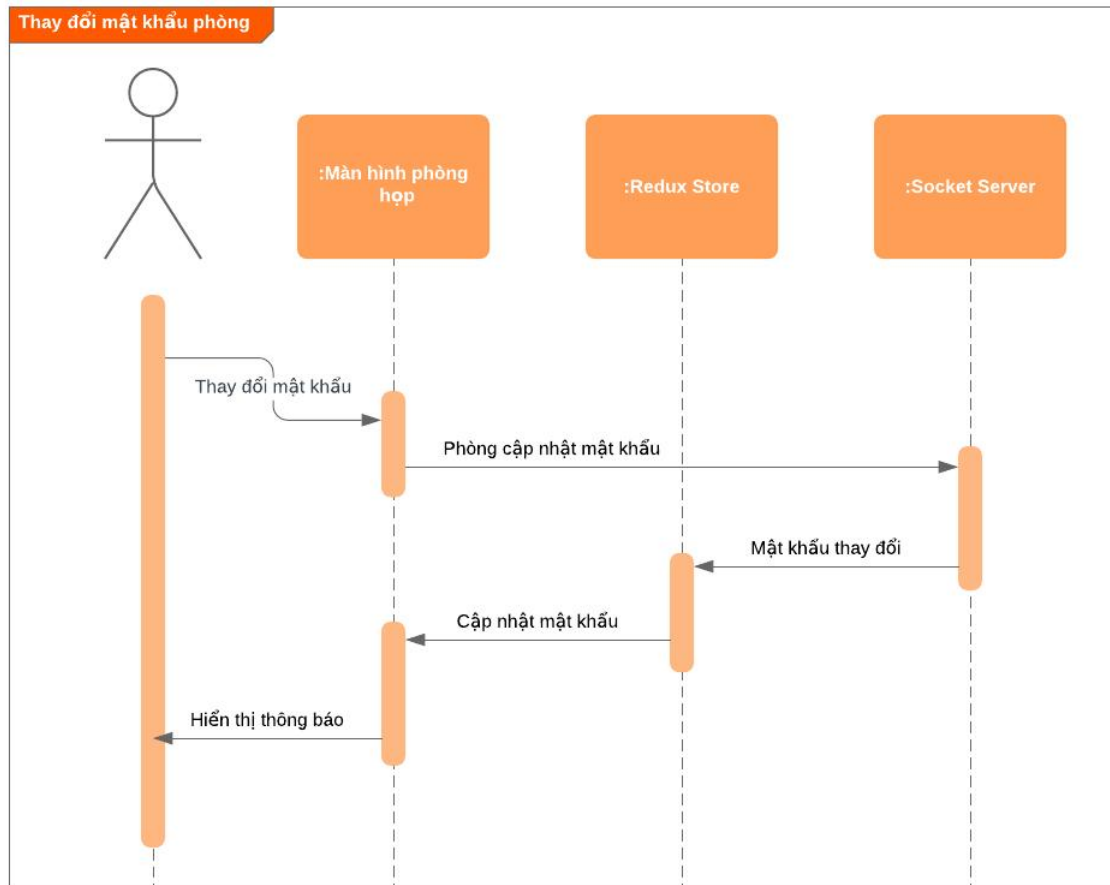 Thay đổi mật khẩu phòng
:Màn hình phòng
họp
:Redux Store
:Socket Server
Thay đổi mật khẩu
Phòng cập nhật mật khẩu
Mật khẩu thay đổi
Cập nhật mật khẩu
Hiển thị thông báo